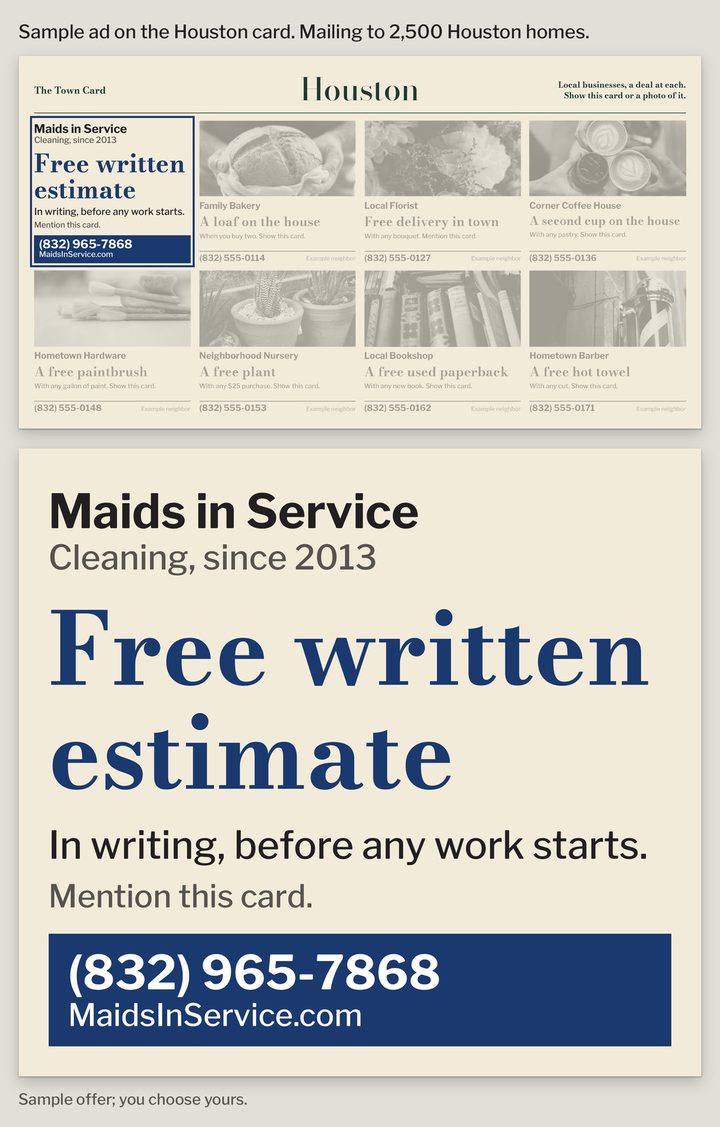 Sample ad on the Houston card. Mailing to 2,500 Houston homes.
The Town Card
Houston
Local businesses, a deal at each.
Show this card or a photo of it.
Maids in Service
Cleaning, since 2013
Free written
estimate
In writing, before any work starts.
Mention this card.
(832) 965-7868
MaidsInService.com
Family Bakery
A loaf on the house
When you buy two. Show this card.
(832) 555-0114
Example neighbor
Local Florist
Free delivery in town
With any bouquet. Mention this card.
(832) 555-0127
Example neighbor
Corner Coffee House
A second cup on the house
With any pastry. Show this card.
(832) 555-0136
Example neighbor
Hometown Hardware
A free paintbrush
With any gallon of paint. Show this card.
(832) 555-0148
Example neighbor
Neighborhood Nursery
A free plant
With any $25 purchase. Show this card.
(832) 555-0153
Example neighbor
Local Bookshop
A free used paperback
With any new book. Show this card.
(832) 555-0162
Example neighbor
Hometown Barber
A free hot towel
With any cut. Show this card.
(832) 555-0171
Example neighbor
Maids in Service
Cleaning, since 2013
Free written
estimate
In writing, before any work starts.
Mention this card.
(832) 965-7868
MaidsInService.com
Sample offer; you choose yours.